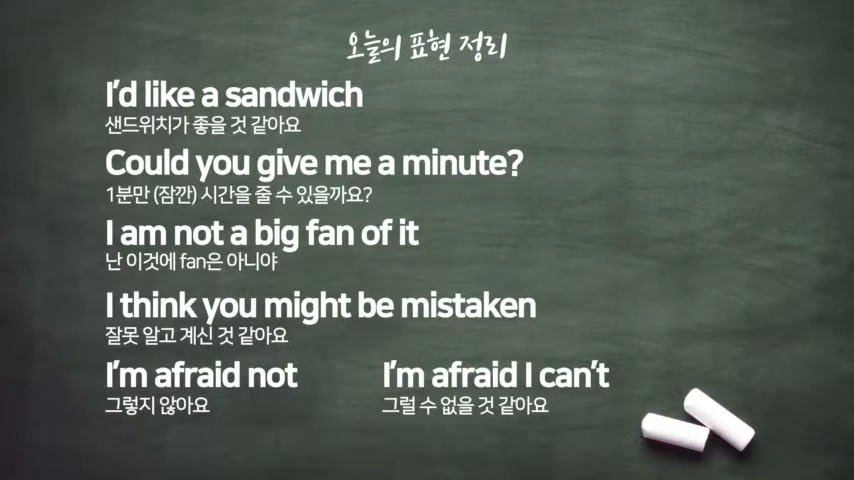 오늘의 표현 정리
I'd like a sandwich
샌드위치가 좋을 것 같아요
Could you give me a minute?
1분만 (잠깐) 시간을 줄 수 있을까요?
I am not a big fan of it
난 이것에 fan은 아니야
I think you might be mistaken
잘못 알고 계신 것 같아요
I'm afraid not
그렇지 않아요
I'm afraid I can't
그럴 수 없을 것 같아요